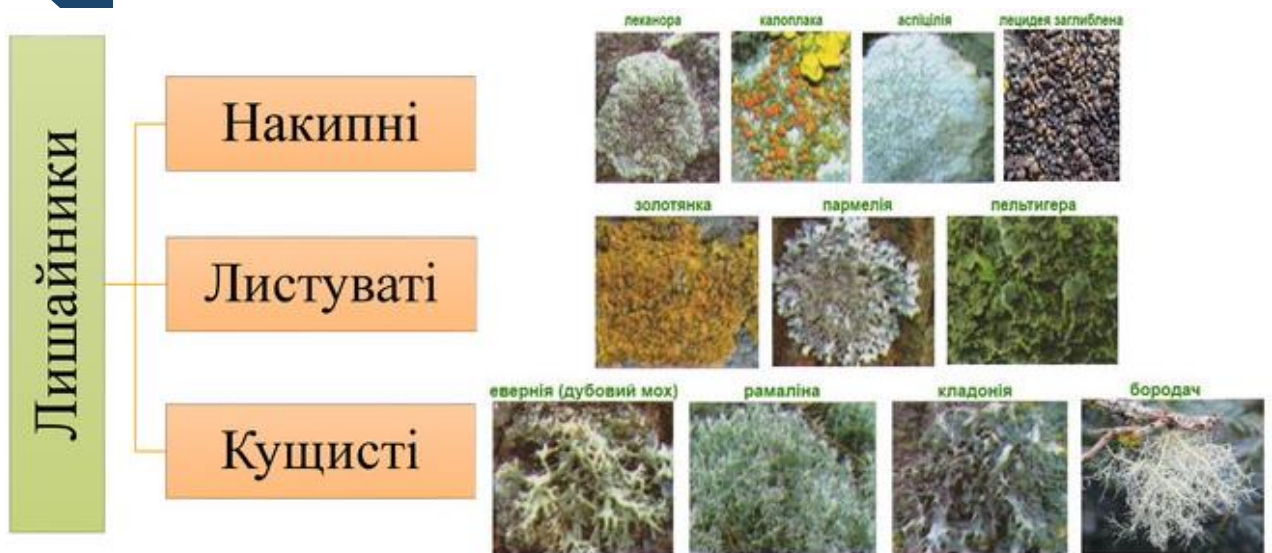 Лишайники
Накипні
леканора
калоплака
аспіцілія
лецидея заглиблена
Листуваті
золотянка
пармелія
пельтигера
Кущисті
евернія (дубовий мох)
рамаліна
кладонія
бородач